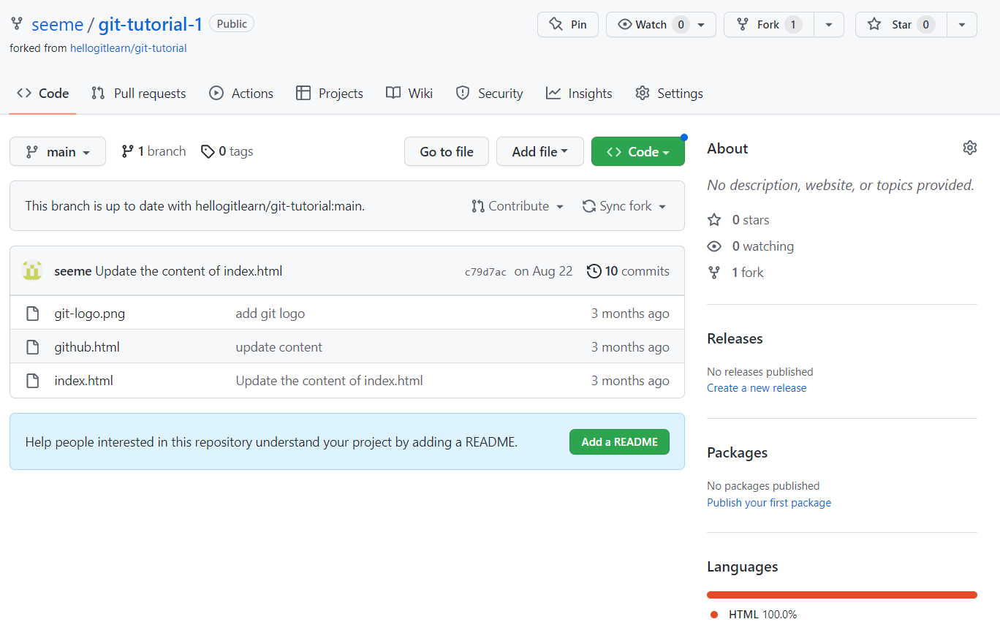 seeme / git-tutorial-1 Public
Pin Watch 0 Fork 1 Star 0
forked from hellogitlearn/git-tutorial
Code Pull requests Actions Projects Wiki Security Insights Settings
main 1 branch 0 tags Go to file Add file Code
This branch is up to date with hellogitlearn/git-tutorial:main. Contribute Sync fork
seeme Update the content of index.html c79d7ac on Aug 22 10 commits
git-logo.png add git logo 3 months ago
github.html update content 3 months ago
index.html Update the content of index.html 3 months ago
Help people interested in this repository understand your project by adding a README. Add a README
About
No description, website, or topics provided.
0 stars
0 watching
1 fork
Releases
No releases published
Create a new release
Packages
No packages published
Publish your first package
Languages
HTML 100.0%